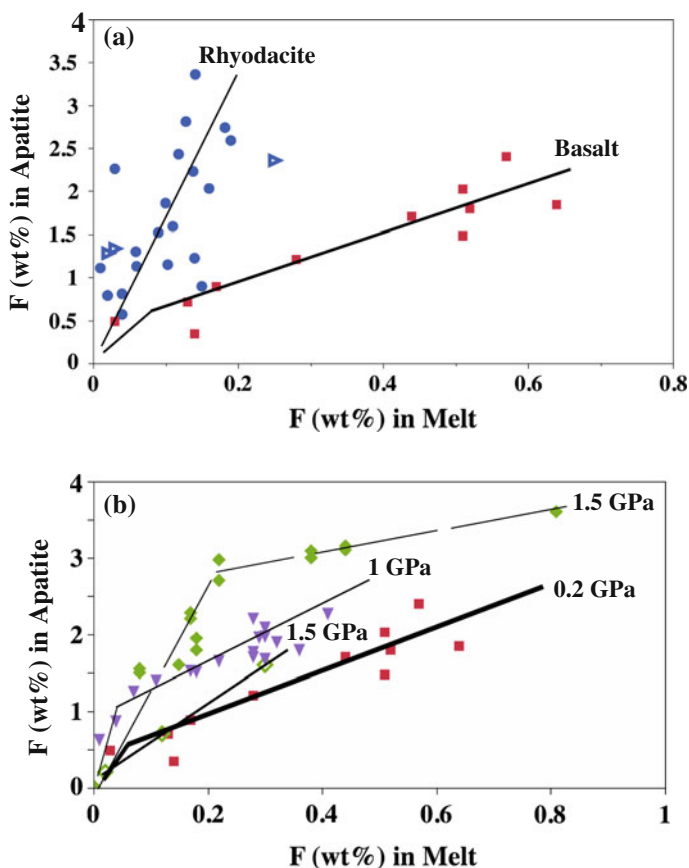 (a)
Rhyodacite
Basalt
4
3.5
3
2.5
2
1.5
1
0.5
0
F (wt%) in Apatite
0
0.2
0.4
0.6
0.8
F (wt%) in Melt
(b)
1.5 GPa
1 GPa
0.2 GPa
1.5 GPa
4
3
2
1
0
F (wt%) in Apatite
0
0.2
0.4
0.6
0.8
1
F (wt%) in Melt